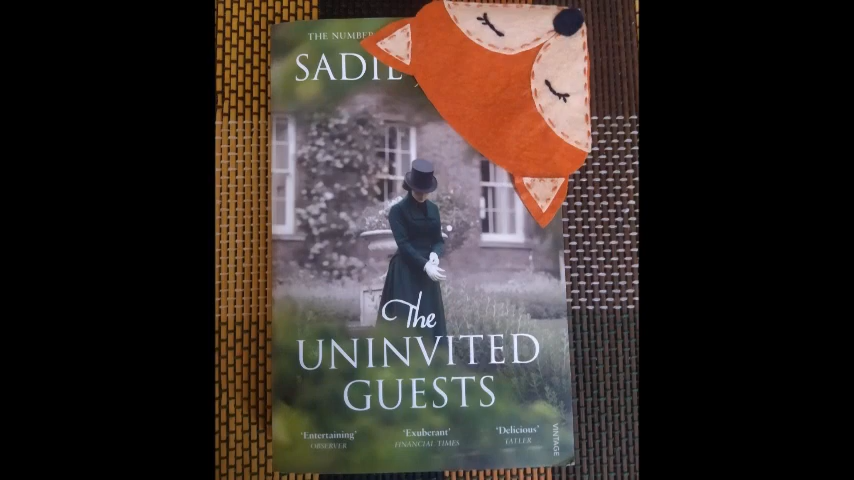 THE NUMBER
SADIE
The
UNINVITED
GUESTS
'Entertaining' 'Exuberant' 'Delicious'
OBSERVER FINANCIAL TIMES TATLER
VINTAGE